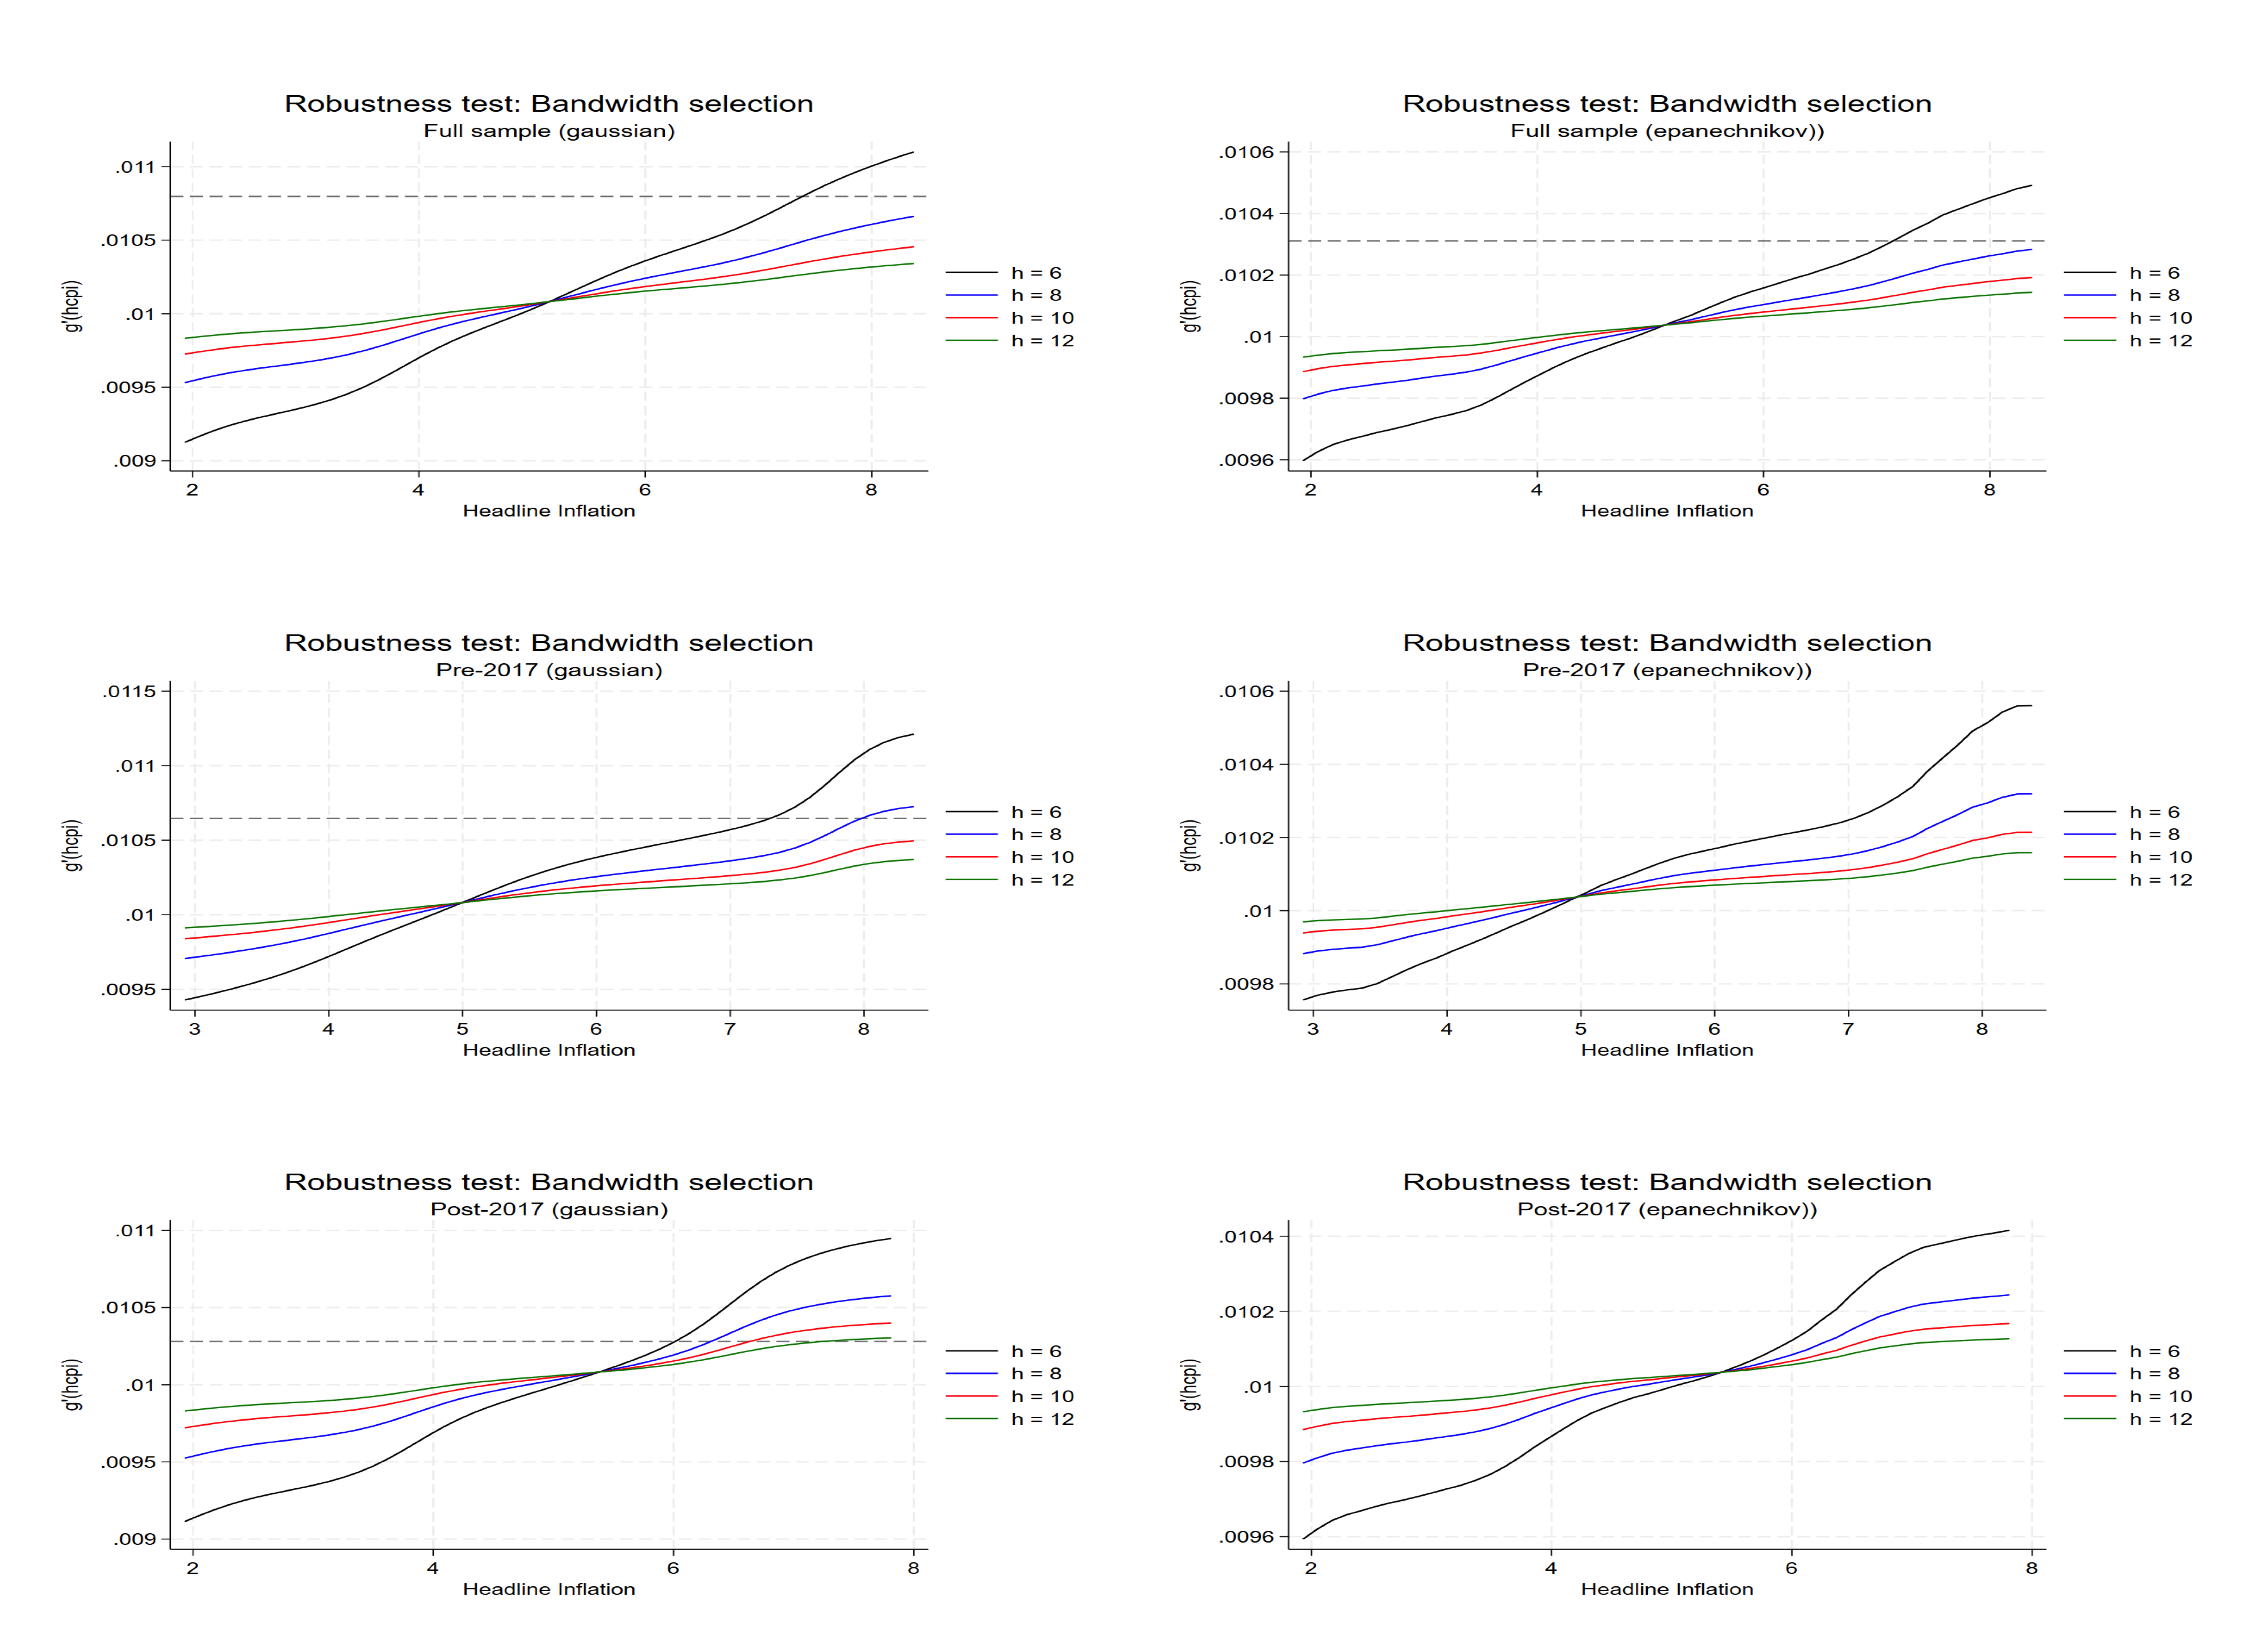 Robustness test: Bandwidth selection
Full sample (gaussian)
.011
.0105
.01
.0095
.009
g'(hcpi)
2 4 6 8
Headline Inflation
h = 6
h = 8
h = 10
h = 12
Robustness test: Bandwidth selection
Full sample (epanechnikov))
.0106
.0104
.0102
.01
.0098
.0096
g'(hcpi)
2 4 6 8
Headline Inflation
h = 6
h = 8
h = 10
h = 12
Robustness test: Bandwidth selection
Pre-2017 (gaussian)
.0115
.011
.0105
.01
.0095
g'(hcpi)
3 4 5 6 7 8
Headline Inflation
h = 6
h = 8
h = 10
h = 12
Robustness test: Bandwidth selection
Pre-2017 (epanechnikov))
.0106
.0104
.0102
.01
.0098
g'(hcpi)
3 4 5 6 7 8
Headline Inflation
h = 6
h = 8
h = 10
h = 12
Robustness test: Bandwidth selection
Post-2017 (gaussian)
.011
.0105
.01
.0095
.009
g'(hcpi)
2 4 6 8
Headline Inflation
h = 6
h = 8
h = 10
h = 12
Robustness test: Bandwidth selection
Post-2017 (epanechnikov))
.0104
.0102
.01
.0098
.0096
g'(hcpi)
2 4 6 8
Headline Inflation
h = 6
h = 8
h = 10
h = 12